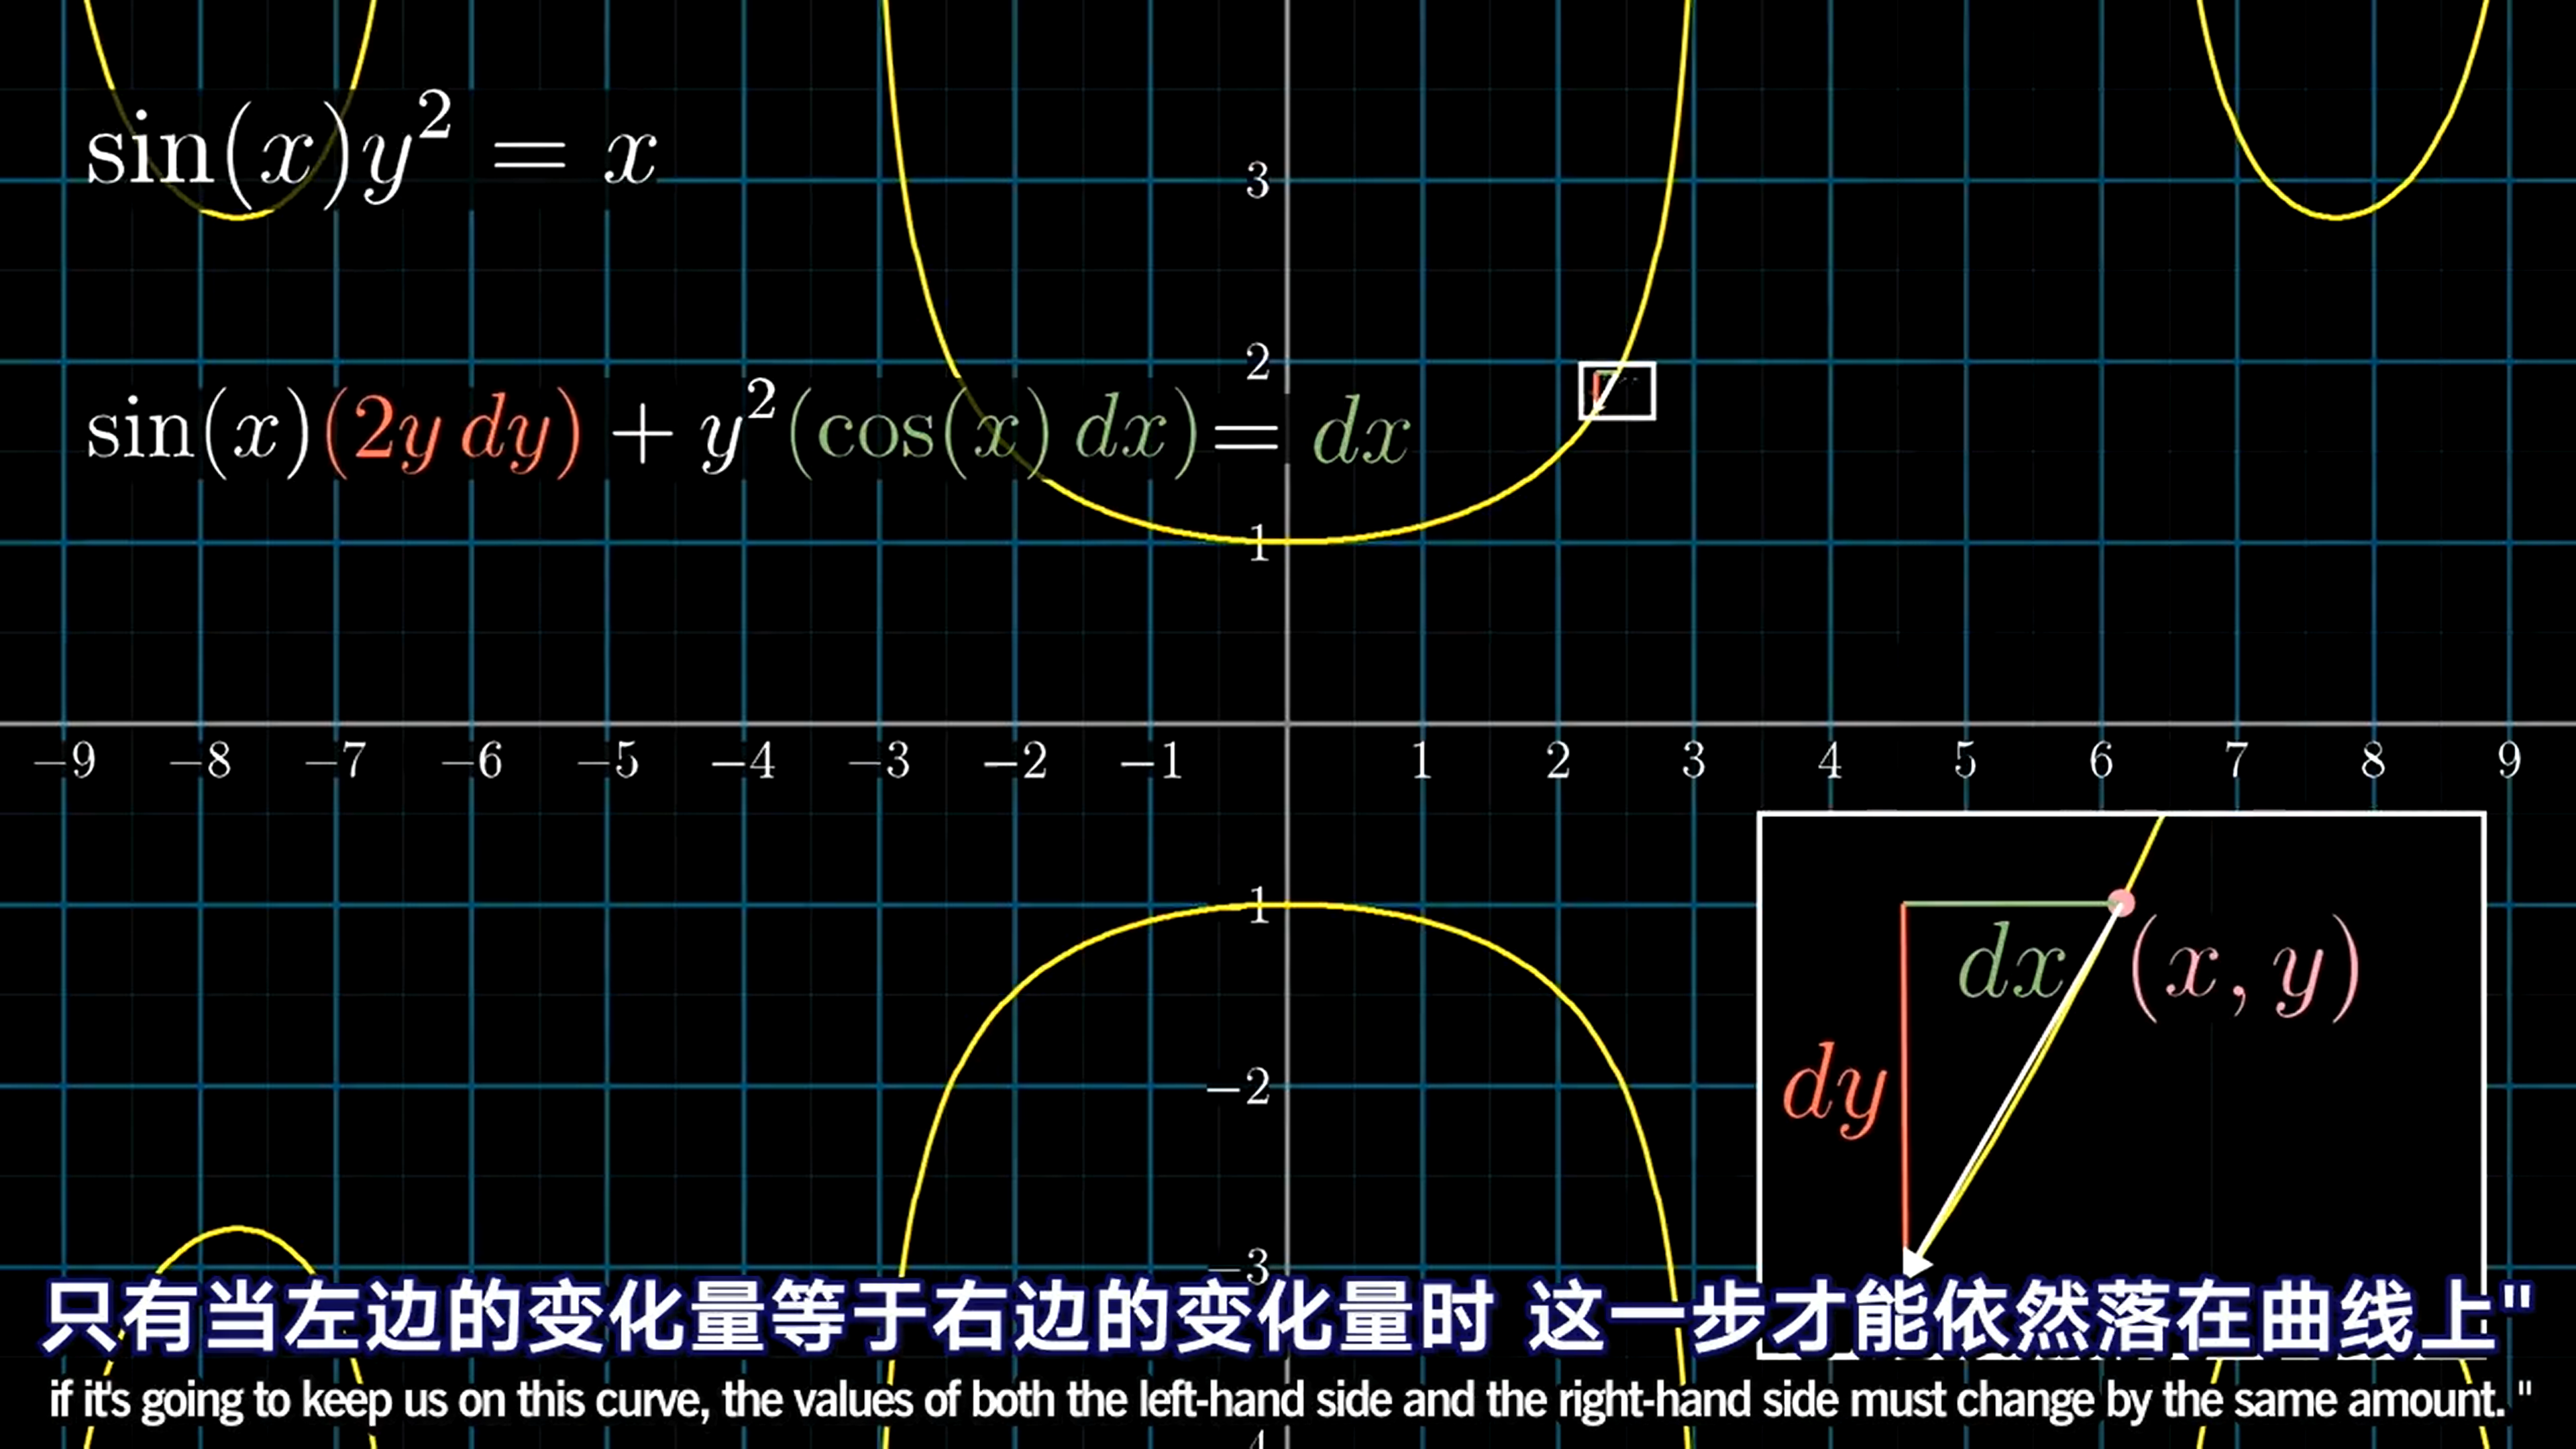 sin(x)y² = x
3
2
sin(x)(2y dy) + y²(cos(x) dx) = dx
1
−9 −8 −7 −6 −5 −4 −3 −2 −1 1 2 3 4 5 6 7 8 9
1
dx (x, y)
dy
−2
−3
只有当左边的变化量等于右边的变化量时 这一步才能依然落在曲线上"
if it's going to keep us on this curve, the values of both the left-hand side and the right-hand side must change by the same amount. "